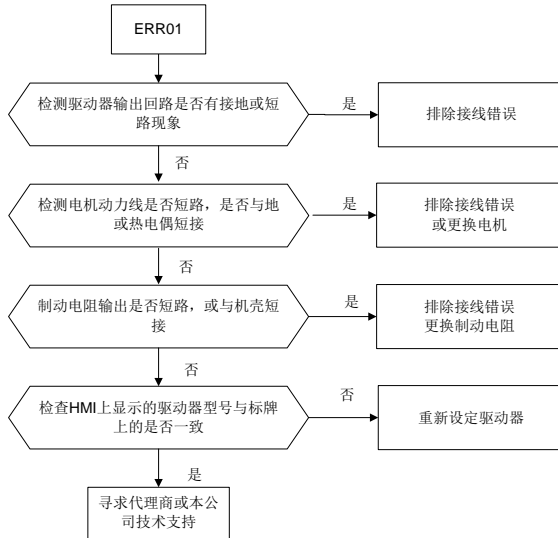 ERR01
检测驱动器输出回路是否有接地或短
路现象
是
排除接线错误
否
检测电机动力线是否短路，是否与地
或热电偶短接
是
排除接线错误
或更换电机
否
制动电阻输出是否短路，或与机壳短
接
是
排除接线错误
更换制动电阻
否
检查HMI上显示的驱动器型号与标牌
上的是否一致
否
重新设定驱动器
是
寻求代理商或本公
司技术支持